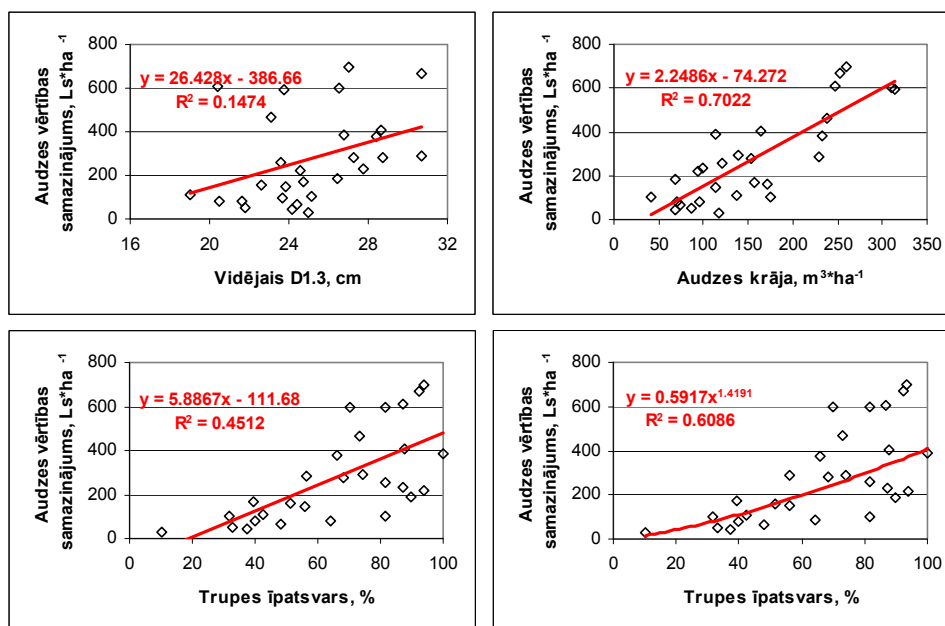 Audzes vērtības
samazinājums, Ls*ha ⁻¹
800
600
400
200
0
y = 26.428x - 386.66
R² = 0.1474
16 20 24 28 32
Vidējais D1.3, cm
Audzes vērtības
samazinājums, Ls*ha ⁻¹
800
600
400
200
0
y = 2.2486x - 74.272
R² = 0.7022
0 50 100 150 200 250 300 350
Audzes krāja, m³*ha⁻¹
Audzes vērtības
samazinājums, Ls*ha ⁻¹
800
600
400
200
0
y = 5.8867x - 111.68
R² = 0.4512
0 20 40 60 80 100
Trupes īpatsvars, %
Audzes vērtības
samazinājums, Ls*ha ⁻¹
800
600
400
200
0
y = 0.5917x¹·⁴¹⁹¹
R² = 0.6086
0 20 40 60 80 100
Trupes īpatsvars, %